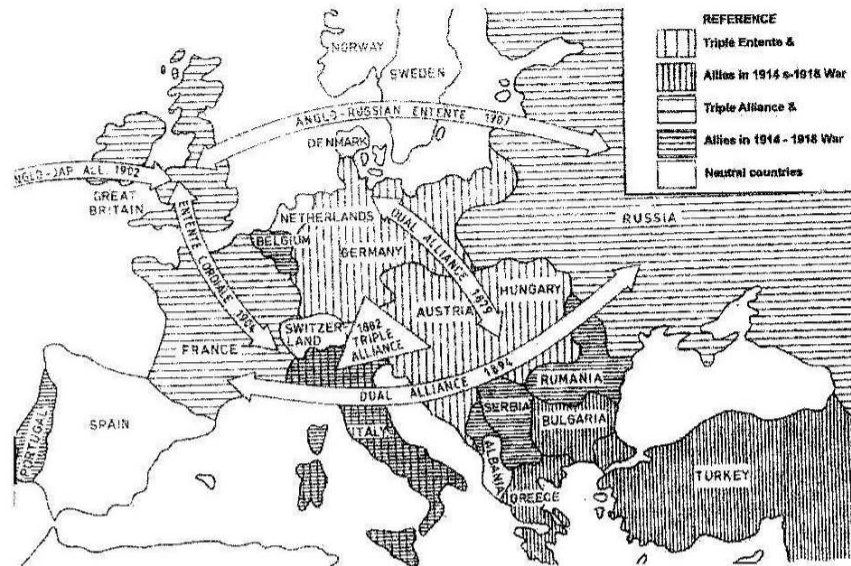 REFERENCE
Triple Entente &
Allies in 1914 s-1918 War
Triple Alliance &
Allies in 1914 - 1918 War
Neutral countries
NORWAY
SWEDEN
ANGLO-RUSSIAN ENTENTE 1907
DENMARK
NGLO-JAP ALL. 1902
GREAT
BRITAIN
NETHERLANDS
RUSSIA
BELGIUM
GERMANY
DUAL ALLIANCE 1879
ENTENTE CORDIALE 1904
HUNGARY
AUSTRIA
SWITZER-
LAND
1882
TRIPLE
ALLIANCE
FRANCE
DUAL ALLIANCE 1894
RUMANIA
SERBIA
BULGARIA
ITALY
SPAIN
PORTUGAL
ALBANIA
GREECE
TURKEY